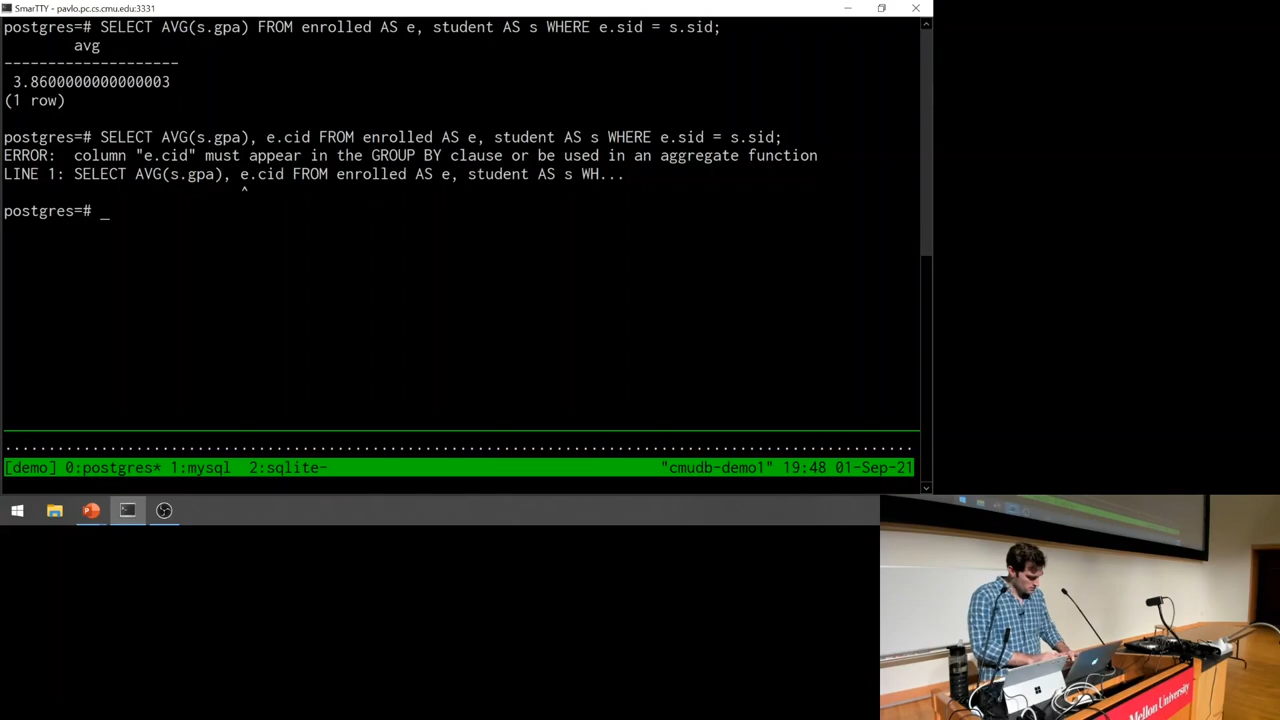 SmarTTY - pavlo.pc.cs.cmu.edu:3331
postgres=# SELECT AVG(s.gpa) FROM enrolled AS e, student AS s WHERE e.sid = s.sid;
avg
--------------------
3.8600000000000003
(1 row)
postgres=# SELECT AVG(s.gpa), e.cid FROM enrolled AS e, student AS s WHERE e.sid = s.sid;
ERROR:  column "e.cid" must appear in the GROUP BY clause or be used in an aggregate function
LINE 1: SELECT AVG(s.gpa), e.cid FROM enrolled AS e, student AS s WH...
^
postgres=# _
[demo] 0:postgres* 1:mysql  2:sqlite- "cmudb-demo1" 19:48 01-Sep-21
Mellon University